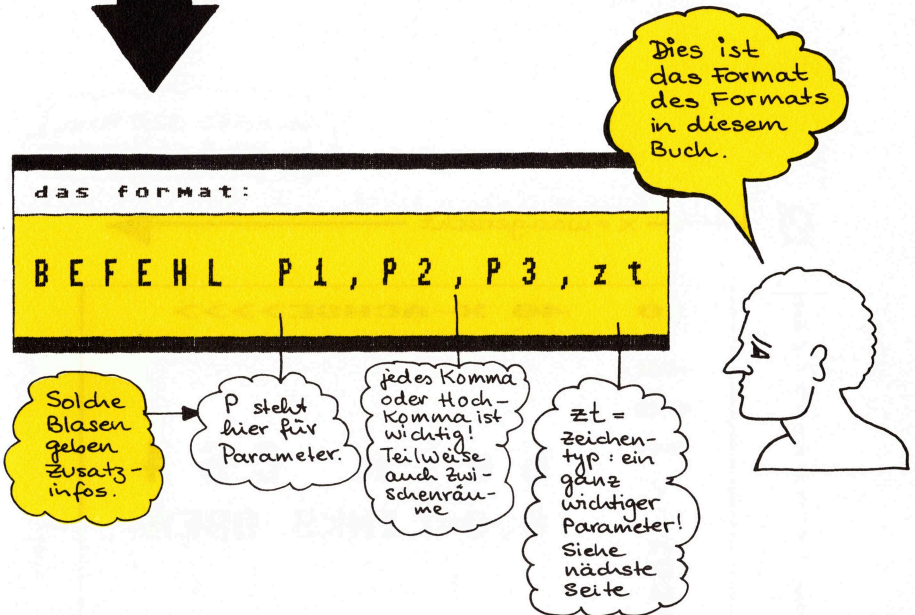 Dies ist
das Format
des Formats
in diesem
Buch.
das format:
BEFEHL P1,P2,P3,zt
Solche
Blasen
geben
Zusatz-
infos.
P steht
hier für
Parameter.
jedes Komma
oder Hoch-
Komma ist
wichtig!
Teilweise
auch Zwi-
schenräu-
me
zt =
Zeichen-
typ : ein
ganz
wichtiger
Parameter!
Siehe
nächste
Seite